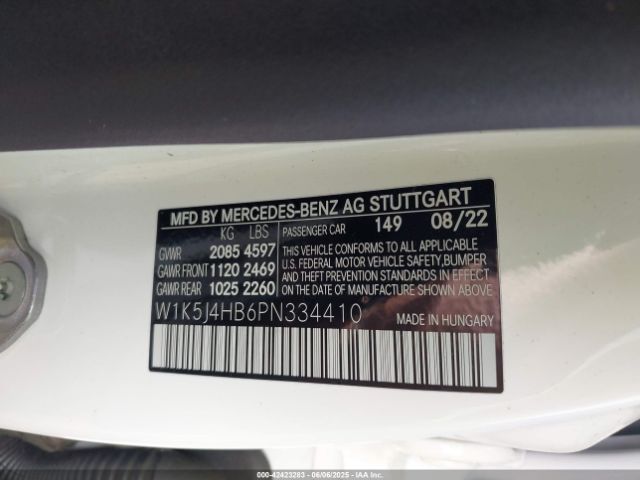 MFD BY MERCEDES-BENZ AG STUTTGART
KG LBS
GVWR 2085 4597
GAWR FRONT 1120 2469
GAWR REAR 1025 2260
PASSENGER CAR 149 08/22
THIS VEHICLE CONFORMS TO ALL APPLICABLE
U.S. FEDERAL MOTOR VEHICLE SAFETY,BUMPER
AND THEFT PREVENTION STANDARDS IN EFFECT
ON THE DATE OF MANUFACTURE SHOWN ABOVE.
W1K5J4HB6PN334410
MADE IN HUNGARY
000-42423283 - 06/06/2025 - IAA Inc.